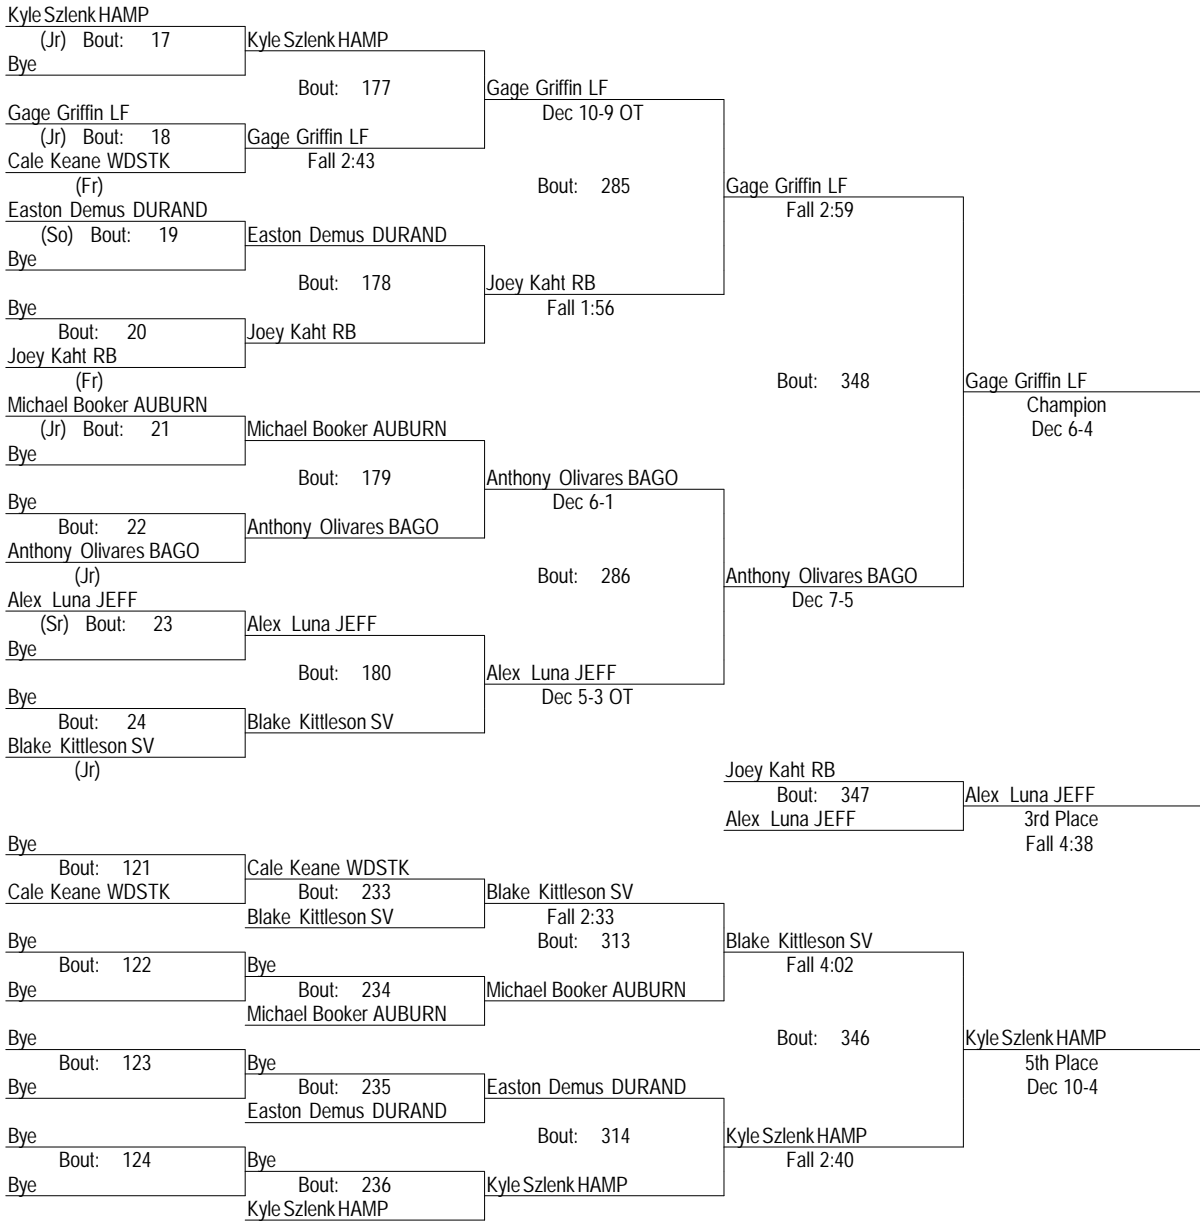 Kyle Szlenk HAMP
(Jr) Bout: 17 Kyle Szlenk HAMP
Bye
Bout: 177 Gage Griffin LF
Gage Griffin LF Dec 10-9 OT
(Jr) Bout: 18 Gage Griffin LF
Cale Keane WDSTK Fall 2:43
(Fr) Bout: 285 Gage Griffin LF
Easton Demus DURAND Fall 2:59
(So) Bout: 19 Easton Demus DURAND
Bye
Bout: 178 Joey Kaht RB
Bye Fall 1:56
Bout: 20 Joey Kaht RB
Joey Kaht RB
(Fr) Bout: 348 Gage Griffin LF
Michael Booker AUBURN Champion
(Jr) Bout: 21 Michael Booker AUBURN Dec 6-4
Bye
Bout: 179 Anthony Olivares BAGO
Bye Dec 6-1
Bout: 22 Anthony Olivares BAGO
Anthony Olivares BAGO
(Jr) Bout: 286 Anthony Olivares BAGO
Alex Luna JEFF Dec 7-5
(Sr) Bout: 23 Alex Luna JEFF
Bye
Bout: 180 Alex Luna JEFF
Bye Dec 5-3 OT
Bout: 24 Blake Kittleson SV
Blake Kittleson SV
(Jr) Joey Kaht RB
Bout: 347 Alex Luna JEFF
Alex Luna JEFF 3rd Place
Bye Fall 4:38
Bout: 121 Cale Keane WDSTK
Cale Keane WDSTK Bout: 233 Blake Kittleson SV
Blake Kittleson SV Fall 2:33
Bye Bout: 313 Blake Kittleson SV
Bout: 122 Bye Fall 4:02
Bye Bout: 234 Michael Booker AUBURN
Michael Booker AUBURN
Bye Bout: 346 Kyle Szlenk HAMP
Bout: 123 Bye 5th Place
Bye Bout: 235 Easton Demus DURAND Dec 10-4
Easton Demus DURAND
Bye Bout: 314 Kyle Szlenk HAMP
Bout: 124 Bye Fall 2:40
Bye Bout: 236 Kyle Szlenk HAMP
Kyle Szlenk HAMP